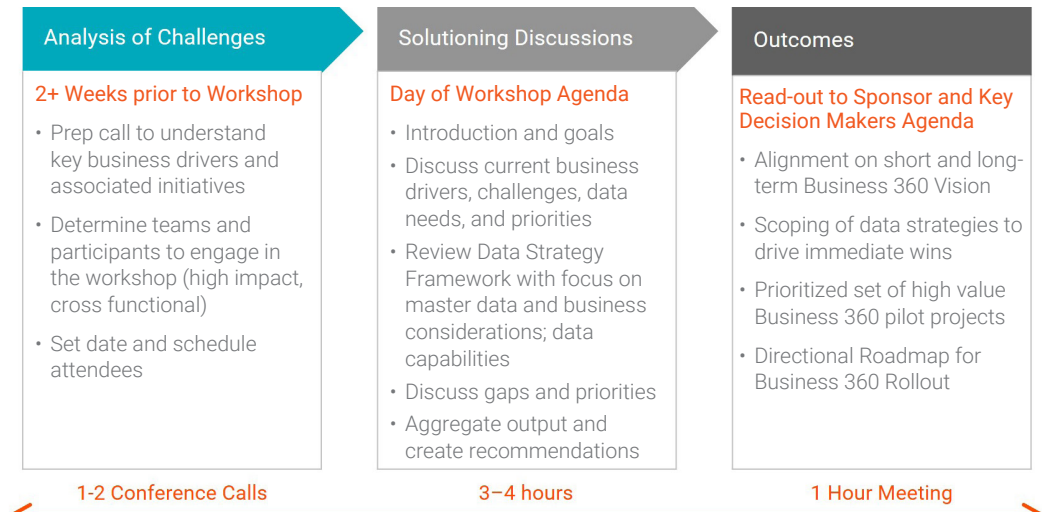 Analysis of Challenges
2+ Weeks prior to Workshop
• Prep call to understand
key business drivers and
associated initiatives
• Determine teams and
participants to engage in
the workshop (high impact,
cross functional)
• Set date and schedule
attendees
1-2 Conference Calls
Solutioning Discussions
Day of Workshop Agenda
• Introduction and goals
• Discuss current business
drivers, challenges, data
needs, and priorities
• Review Data Strategy
Framework with focus on
master data and business
considerations; data
capabilities
• Discuss gaps and priorities
• Aggregate output and
create recommendations
3–4 hours
Outcomes
Read-out to Sponsor and Key
Decision Makers Agenda
• Alignment on short and long-
term Business 360 Vision
• Scoping of data strategies to
drive immediate wins
• Prioritized set of high value
Business 360 pilot projects
• Directional Roadmap for
Business 360 Rollout
1 Hour Meeting